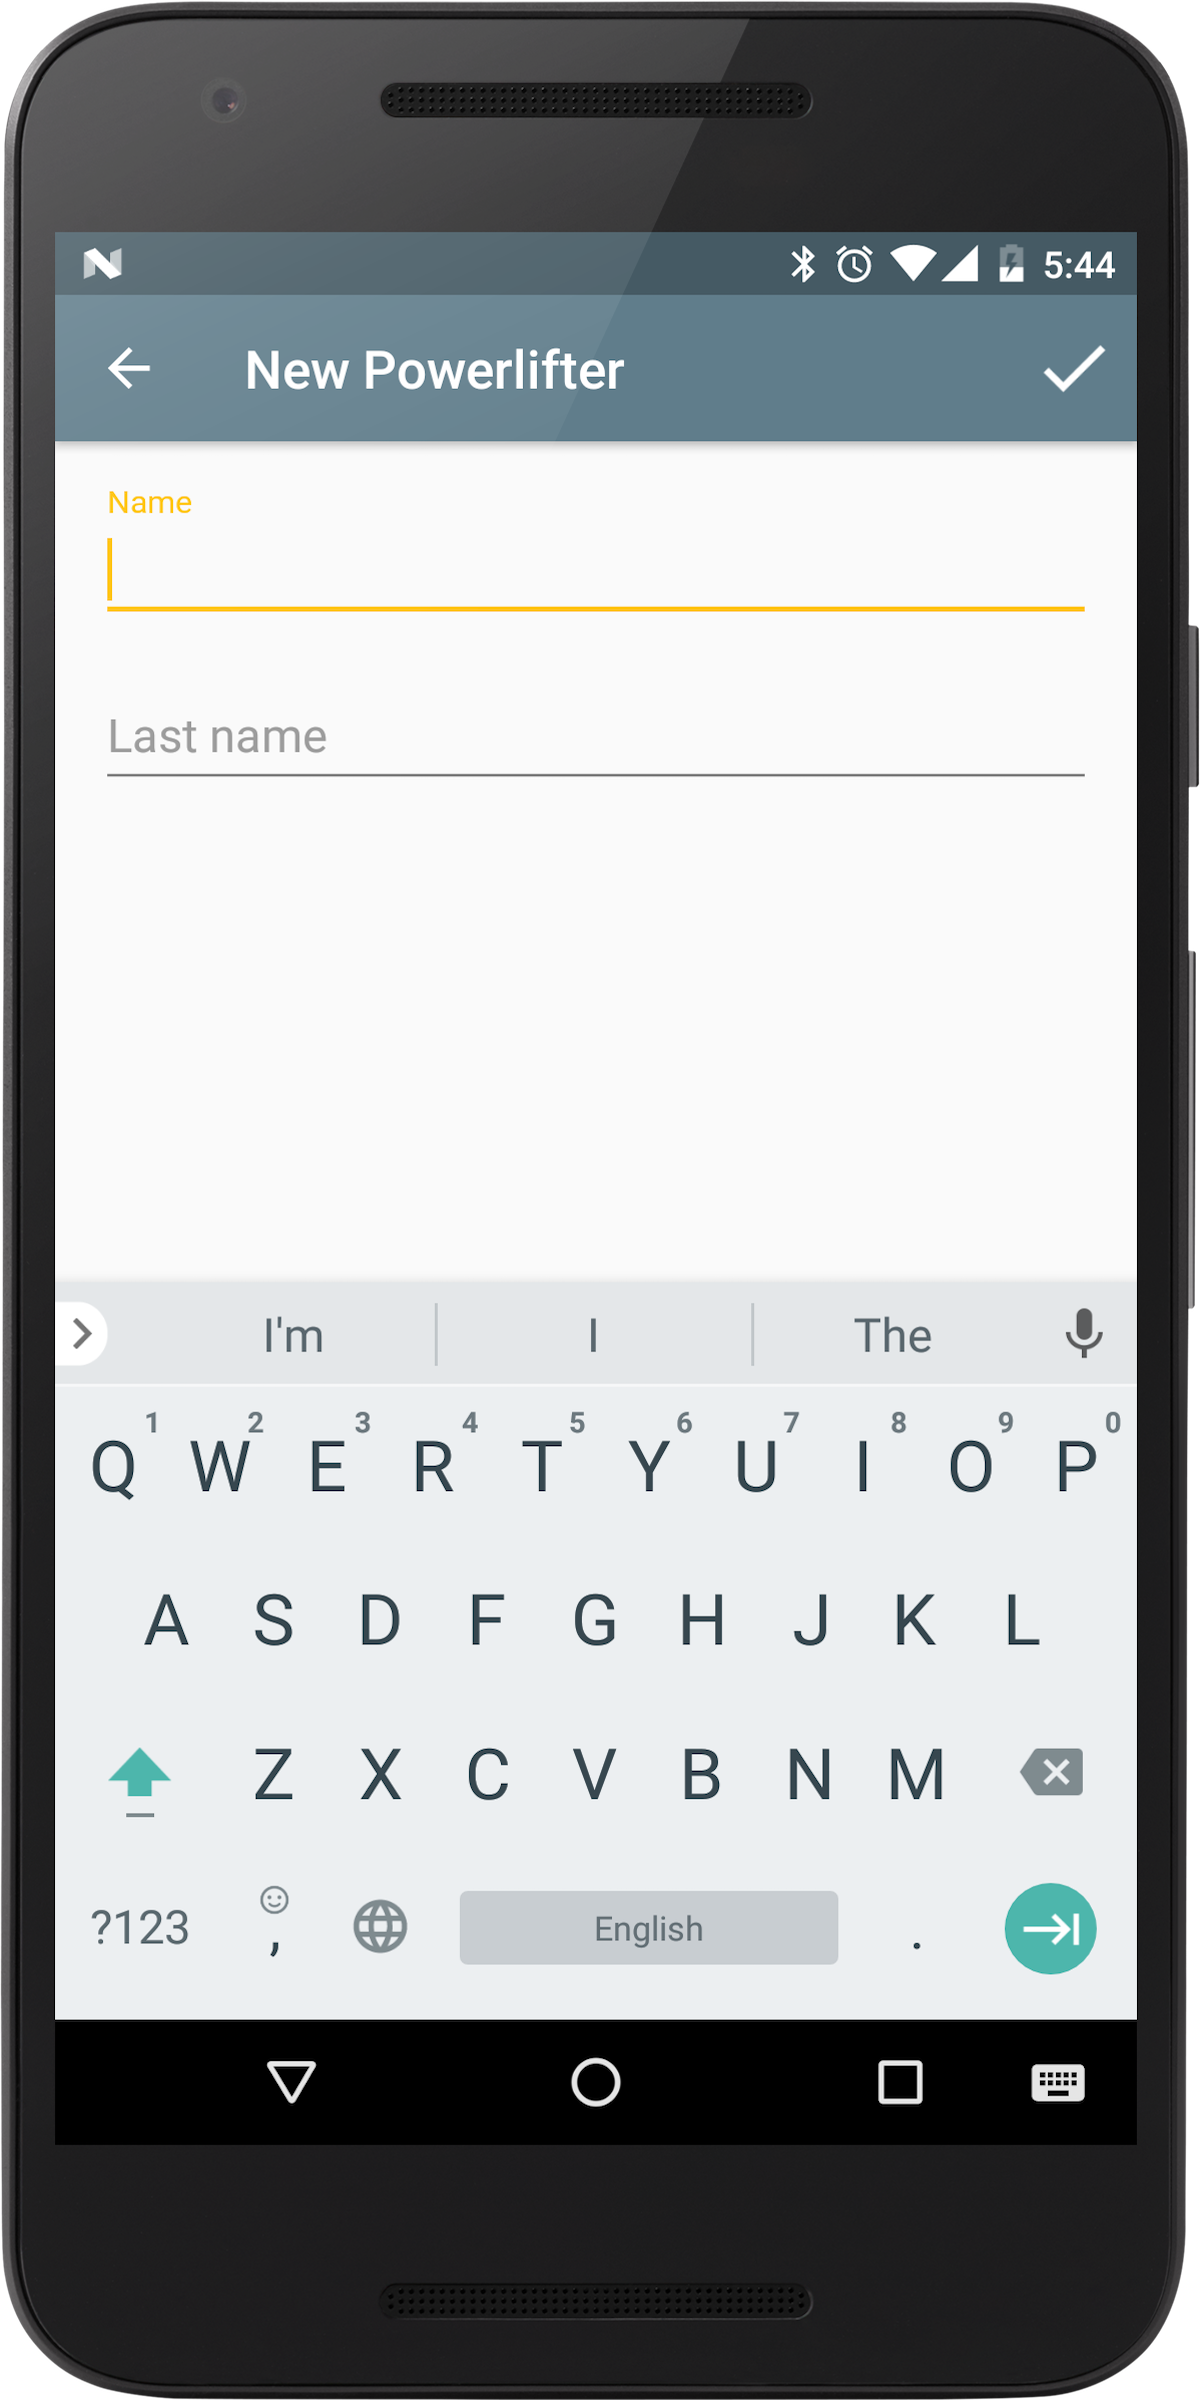 5:44
New Powerlifter
Name
Last name
I'm I The
1 2 3 4 5 6 7 8 9 0
Q W E R T Y U I O P
A S D F G H J K L
Z X C V B N M
?123 , English .